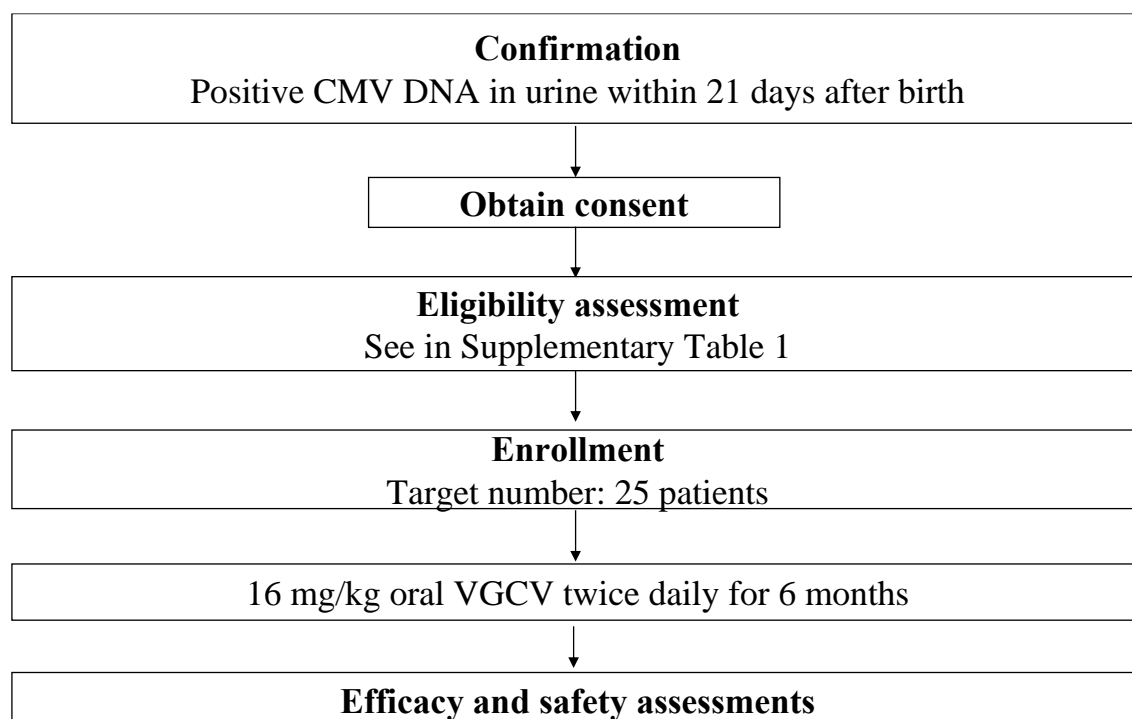 Confirmation
Positive CMV DNA in urine within 21 days after birth
Obtain consent
Eligibility assessment
See in Supplementary Table 1
Enrollment
Target number: 25 patients
16 mg/kg oral VGCV twice daily for 6 months
Efficacy and safety assessments